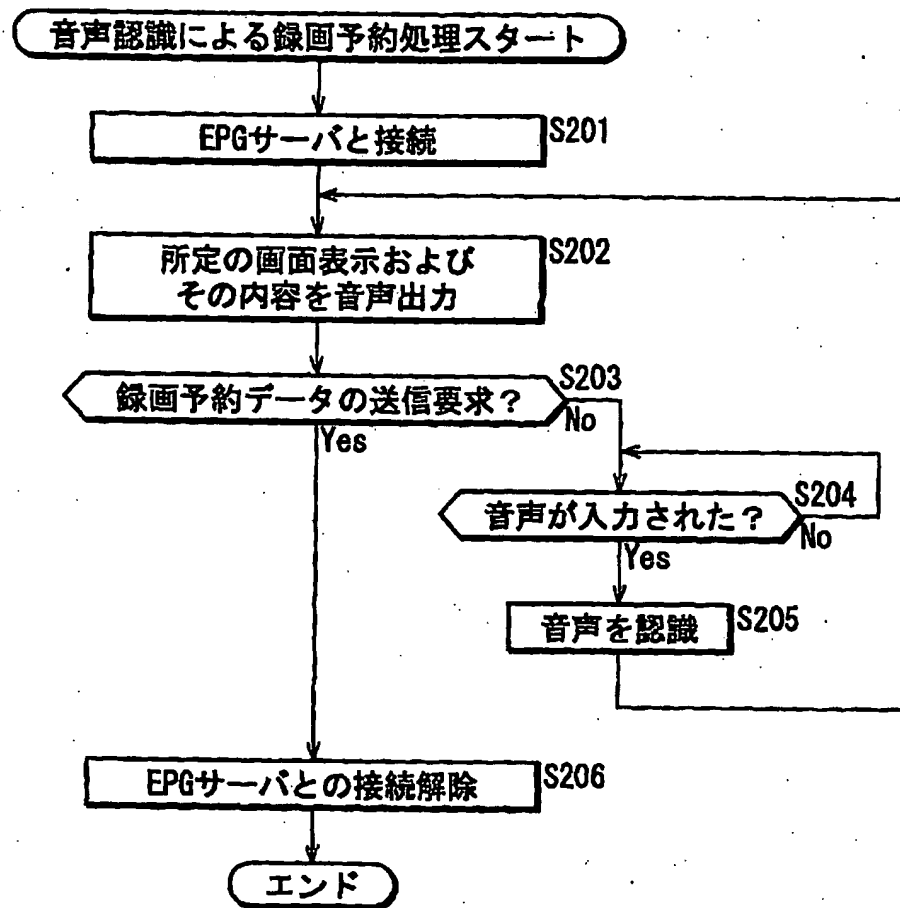 音声認識による録画予約処理スタート
EPGサーバと接続
S201
所定の画面表示および
その内容を音声出力
S202
録画予約データの送信要求？
S203
No
Yes
音声が入力された？
S204
No
Yes
音声を認識
S205
EPGサーバとの接続解除
S206
エンド